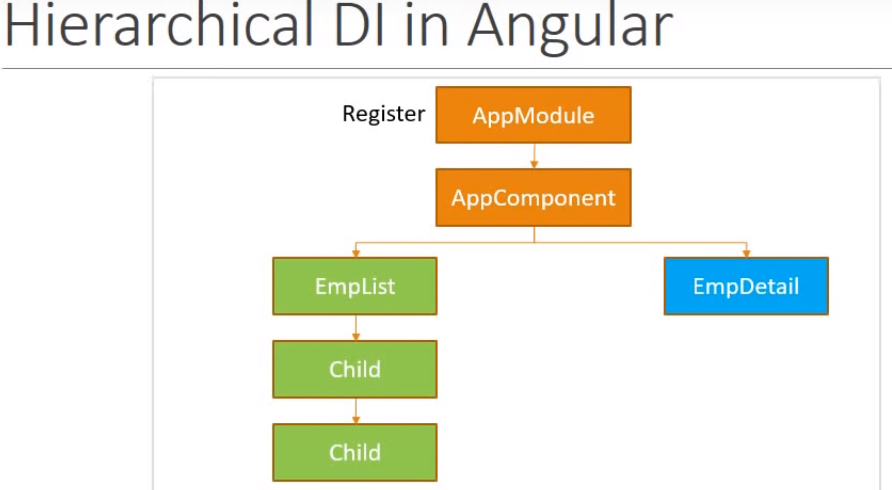 Hierarchical DI in Angular
Register
AppModule
AppComponent
EmpList
EmpDetail
Child
Child